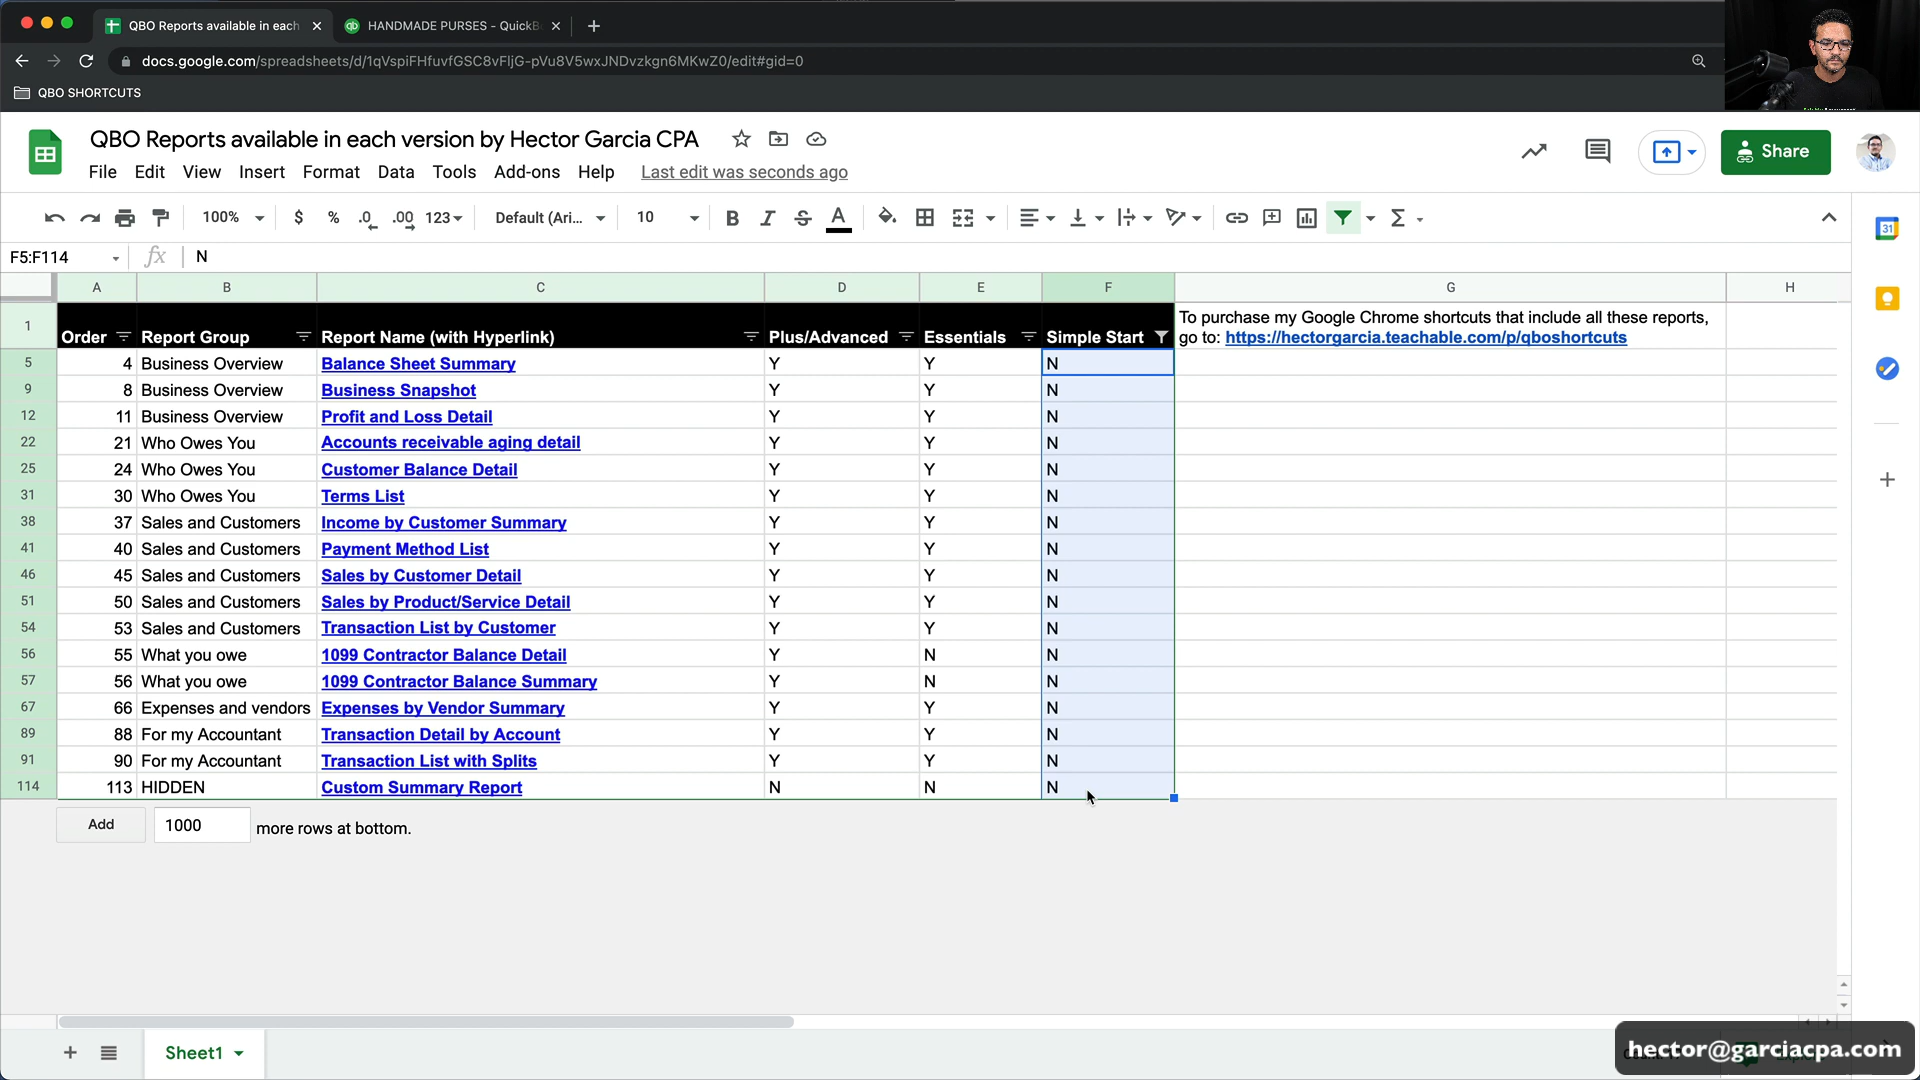 QBO Reports available in each
HANDMADE PURSES - QuickB
docs.google.com/spreadsheets/d/1qVspiFHfuvfGSC8vFljG-pVu8V5wxJNDvzkgn6MKwZ0/edit#gid=0
QBO SHORTCUTS
QBO Reports available in each version by Hector Garcia CPA
File Edit View Insert Format Data Tools Add-ons Help Last edit was seconds ago
Share
100% $ % .0 .00 123 Default (Ari... 10 B I S A Σ
31
F5:F114 fx N
A B C D E F G H
To purchase my Google Chrome shortcuts that include all these reports,
1 Order Report Group Report Name (with Hyperlink) Plus/Advanced Essentials Simple Start go to: https://hectorgarcia.teachable.com/p/qboshortcuts
5 4 Business Overview Balance Sheet Summary Y Y N
9 8 Business Overview Business Snapshot Y Y N
12 11 Business Overview Profit and Loss Detail Y Y N
22 21 Who Owes You Accounts receivable aging detail Y Y N
25 24 Who Owes You Customer Balance Detail Y Y N
31 30 Who Owes You Terms List Y Y N
38 37 Sales and Customers Income by Customer Summary Y Y N
41 40 Sales and Customers Payment Method List Y Y N
46 45 Sales and Customers Sales by Customer Detail Y Y N
51 50 Sales and Customers Sales by Product/Service Detail Y Y N
54 53 Sales and Customers Transaction List by Customer Y Y N
56 55 What you owe 1099 Contractor Balance Detail Y N N
57 56 What you owe 1099 Contractor Balance Summary Y N N
67 66 Expenses and vendors Expenses by Vendor Summary Y Y N
89 88 For my Accountant Transaction Detail by Account Y Y N
91 90 For my Accountant Transaction List with Splits Y Y N
114 113 HIDDEN Custom Summary Report N N N
Add 1000 more rows at bottom.
Sheet1
hector@garciacpa.com